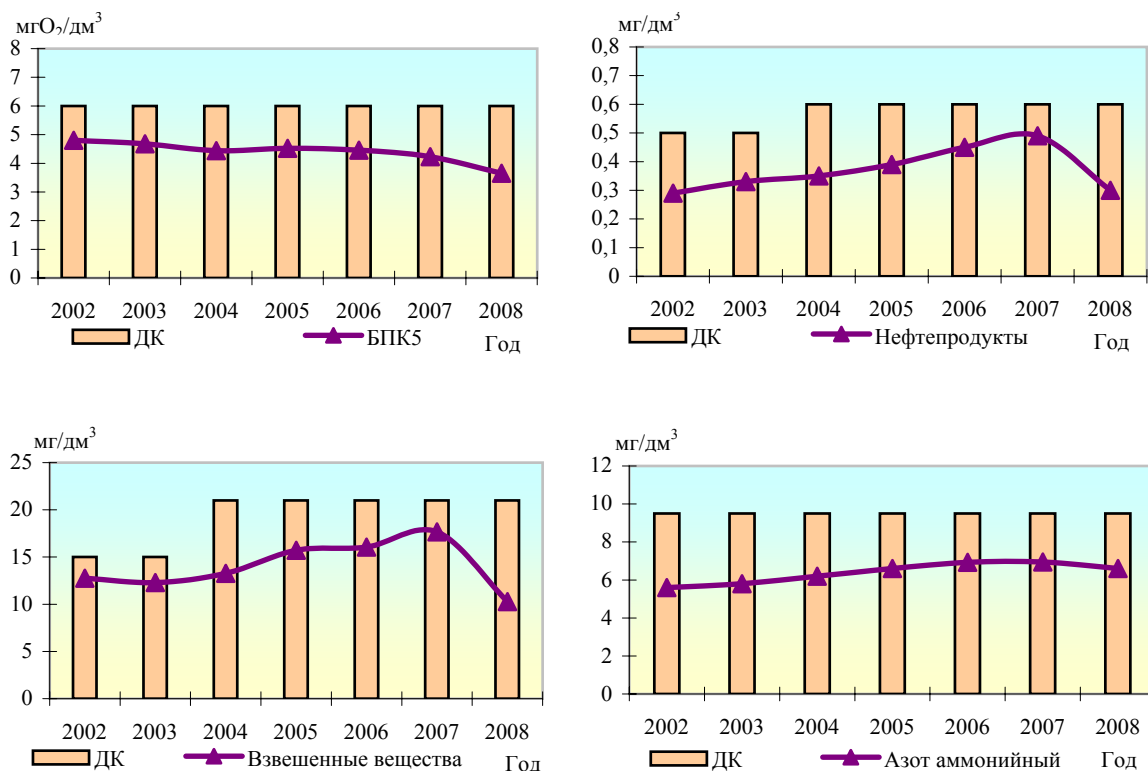 мгО₂/дм³
8
7
6
5
4
3
2
1
0
2002 2003 2004 2005 2006 2007 2008
ДК БПК5 Год
мг/дм³
0,8
0,7
0,6
0,5
0,4
0,3
0,2
0,1
0
2002 2003 2004 2005 2006 2007 2008
ДК Нефтепродукты Год
мг/дм³
25
20
15
10
5
0
2002 2003 2004 2005 2006 2007 2008
ДК Взвешенные вещества Год
мг/дм³
12
10
8
6
4
2
0
2002 2003 2004 2005 2006 2007 2008
ДК Азот аммонийный Год